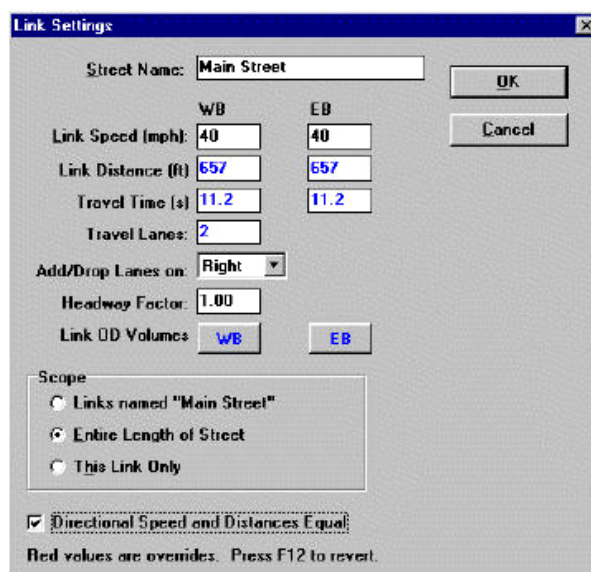 Link Settings
Street Name: Main Street
OK
WB EB
Cancel
Link Speed (mph): 40 40
Link Distance (ft) 657 657
Travel Time (s) 11.2 11.2
Travel Lanes: 2
Add/Drop Lanes on: Right
Headway Factor: 1.00
Link OD Volumes WB EB
Scope
Links named "Main Street"
Entire Length of Street
This Link Only
Directional Speed and Distances Equal
Red values are overrides. Press F12 to revert.